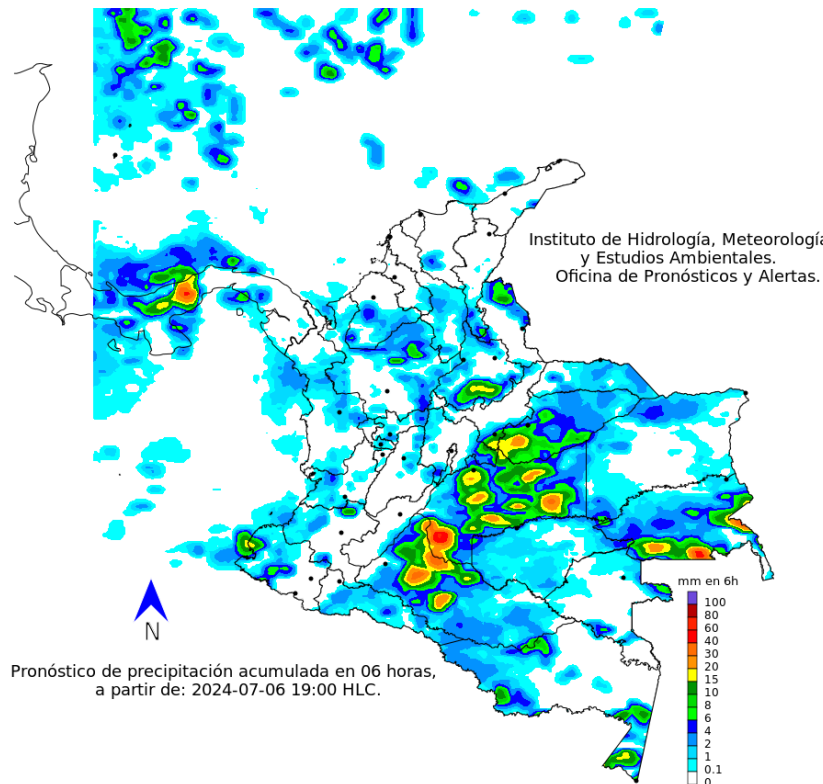 Instituto de Hidrología, Meteorología
y Estudios Ambientales.
Oficina de Pronósticos y Alertas.
N
Pronóstico de precipitación acumulada en 06 horas,
a partir de: 2024-07-06 19:00 HLC.
mm en 6h
100
80
60
40
30
20
15
10
8
6
4
2
1
0.1
0